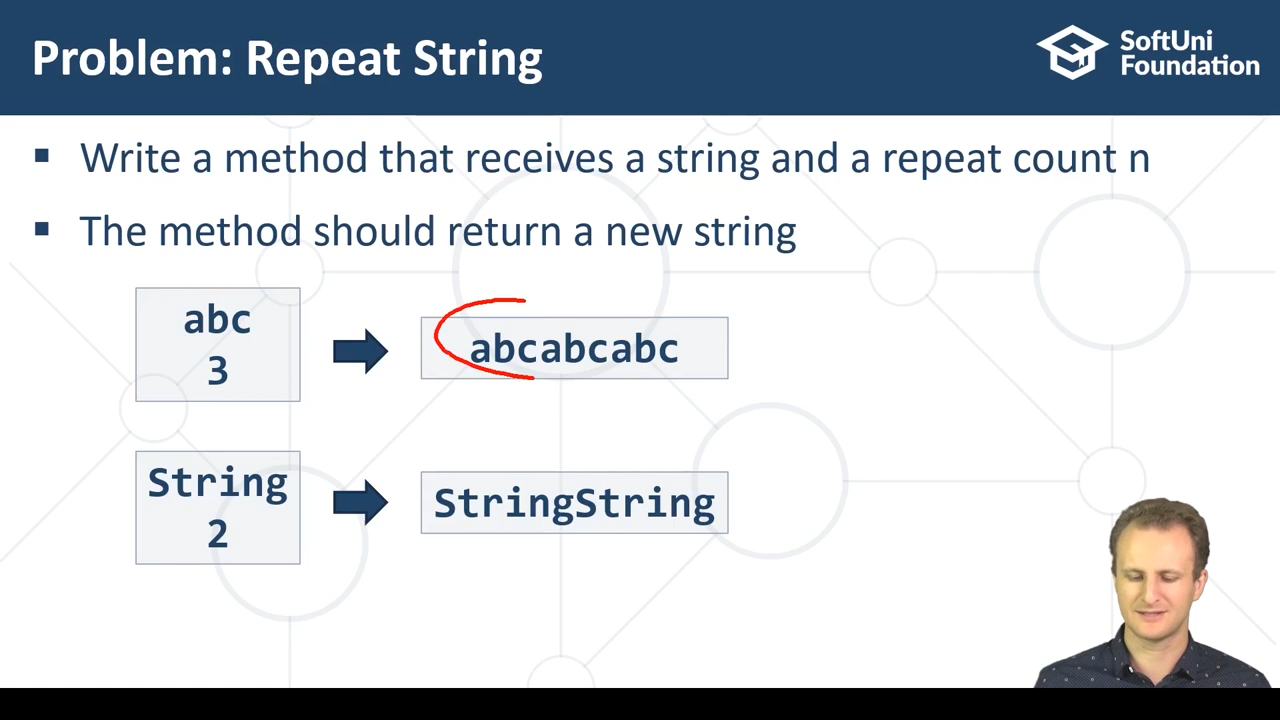 Problem: Repeat String
SoftUni
Foundation
Write a method that receives a string and a repeat count n
The method should return a new string
abc
3
abcabcabc
String
2
StringString